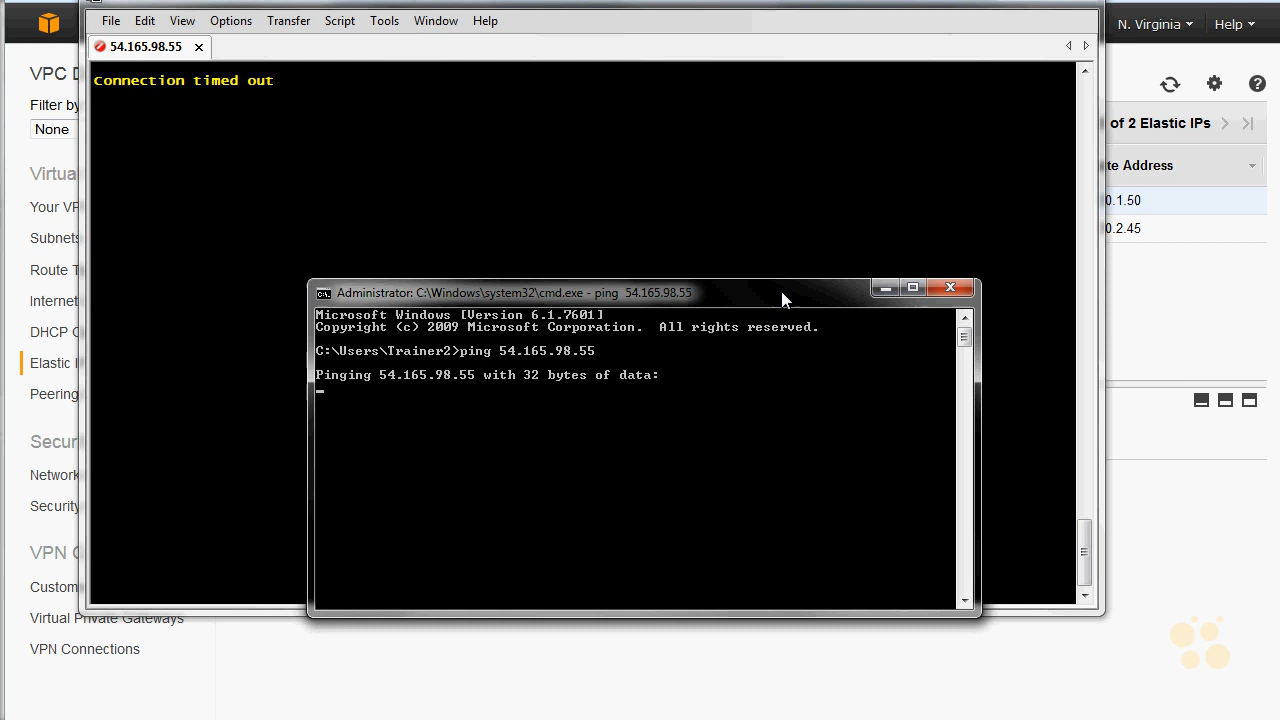 File Edit View Options Transfer Script Tools Window Help
N. Virginia Help
54.165.98.55
Connection timed out
VPC D
Filter by
None
Virtua
Your VP
Subnets
Route T
Internet
DHCP O
Elastic I
Peering
Secur
Network
Security
VPN C
Custom
Virtual Private Gateways
VPN Connections
of 2 Elastic IPs
te Address
0.1.50
0.2.45
Administrator: C:\Windows\system32\cmd.exe - ping 54.165.98.55
Microsoft Windows [Version 6.1.7601]
Copyright (c) 2009 Microsoft Corporation. All rights reserved.
C:\Users\Trainer2>ping 54.165.98.55
Pinging 54.165.98.55 with 32 bytes of data: